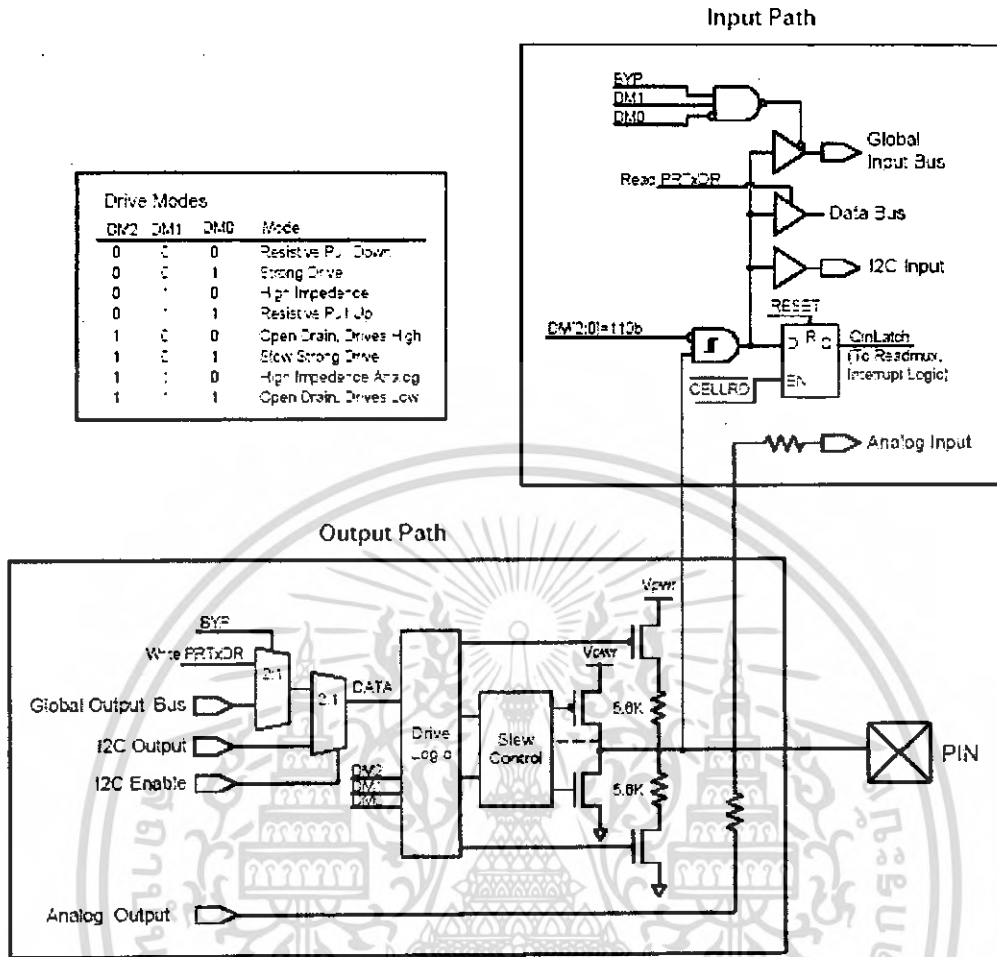 Input Path
BYP
DM1
DM0
Global
Input Bus
Read PRTxDR
Data Bus
I2C Input
RESET
DM[2:0]=110b
D R Q
QinLatch
(To Readmux,
Interrupt Logic)
CELLRD
EN
Analog Input
Drive Modes
DM2 DM1 DM0 Mode
0 0 0 Resistive Pull Down
0 0 1 Strong Drive
0 1 0 High Impedence
0 1 1 Resistive Pull Up
1 0 0 Open Drain, Drives High
1 0 1 Slow Strong Drive
1 1 0 High Impedence Analog
1 1 1 Open Drain, Drives Low
Output Path
Vpwr
BYP
Write PRTxDR
Vpwr
2:1
2:1
DATA
5.6K
Global Output Bus
Drive
Logic
Slew
Control
I2C Output
PIN
I2C Enable
DM2
DM1
DM0
5.6K
Analog Output